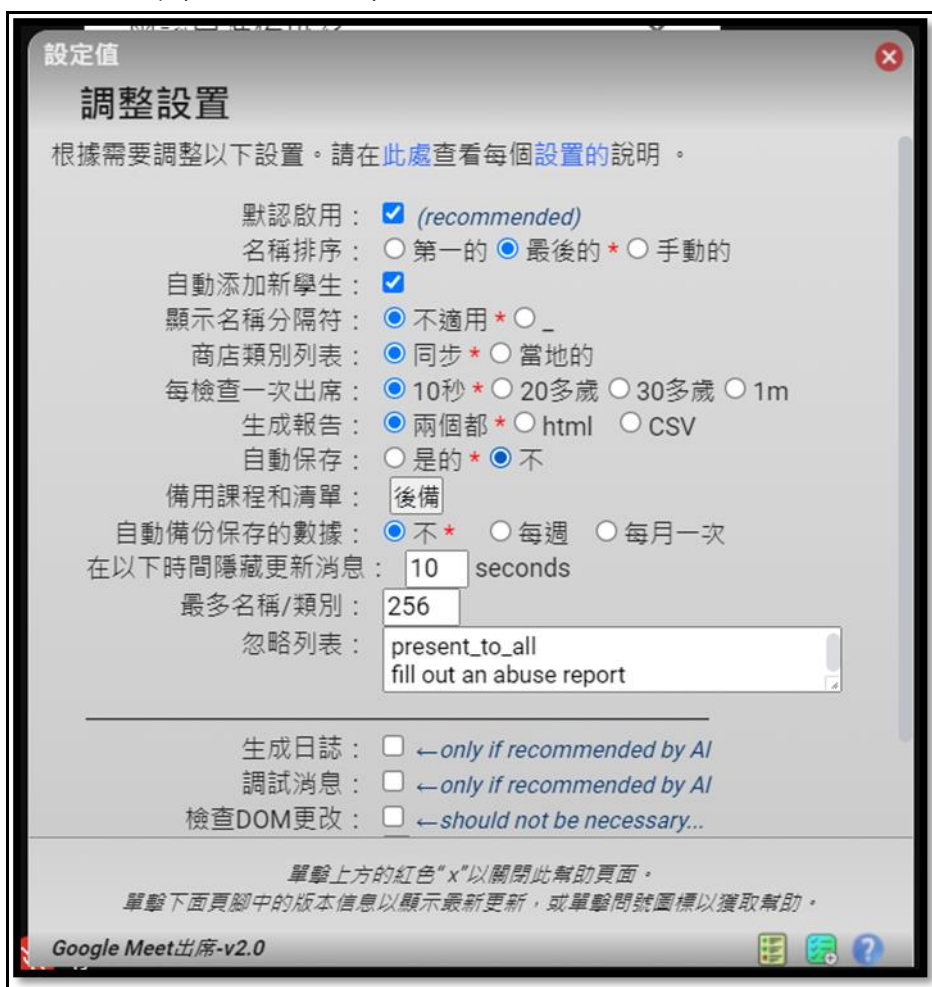 設定值
調整設置
根據需要調整以下設置。請在此處查看每個設置的說明 。
默認啟用： (recommended)
名稱排序： 第一的 最後的 * 手動的
自動添加新學生：
顯示名稱分隔符： 不適用 * _
商店類別列表： 同步 * 當地的
每檢查一次出席： 10秒 * 20多歲 30多歲 1m
生成報告： 兩個都 * html CSV
自動保存： 是的 * 不
備用課程和清單： 後備
自動備份保存的數據： 不 * 每週 每月一次
在以下時間隱藏更新消息： 10 seconds
最多名稱/類別： 256
忽略列表： present_to_all
fill out an abuse report
生成日誌： ←only if recommended by Al
調試消息： ←only if recommended by Al
檢查DOM更改： ←should not be necessary...
單擊上方的紅色“ x”以關閉此幫助頁面。
單擊下面頁腳中的版本信息以顯示最新更新，或單擊問號圖標以獲取幫助。
Google Meet出席-v2.0